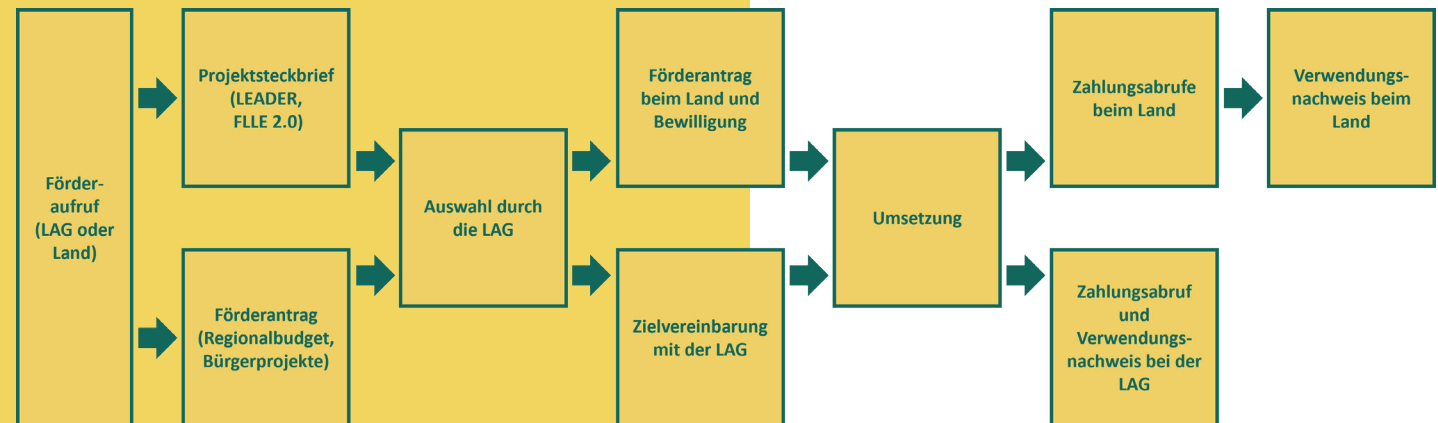 Förder-
aufruf
(LAG oder
Land)
Projektsteckbrief
(LEADER,
FLLE 2.0)
Förderantrag
(Regionalbudget,
Bürgerprojekte)
Auswahl durch
die LAG
Förderantrag
beim Land und
Bewilligung
Zielvereinbarung
mit der LAG
Umsetzung
Zahlungsabrufe
beim Land
Zahlungsabruf
und
Verwendungs-
nachweis bei der
LAG
Verwendungs-
nachweis beim
Land